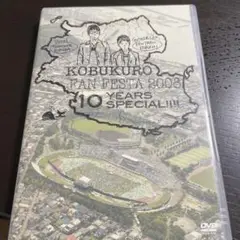 KOBUKURO
FAN FESTA 2008
10 YEARS
SPECIAL!!!!
DVD